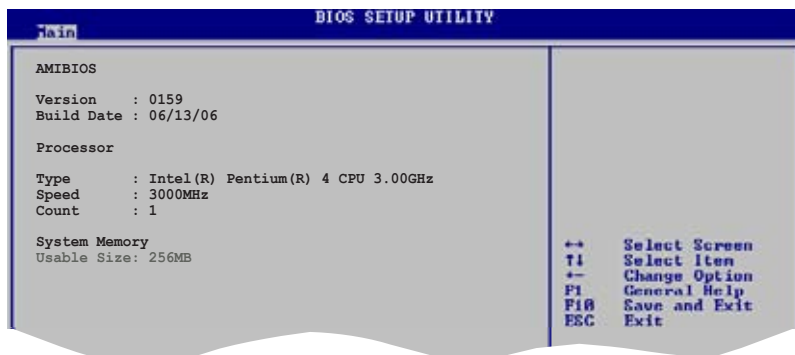 BIOS SETUP UTILITY
Main
AMIBIOS
Version : 0159
Build Date : 06/13/06
Processor
Type : Intel(R) Pentium(R) 4 CPU 3.00GHz
Speed : 3000MHz
Count : 1
System Memory
Usable Size: 256MB
←→ Select Screen
↑↓ Select Item
+- Change Option
F1 General Help
F10 Save and Exit
ESC Exit